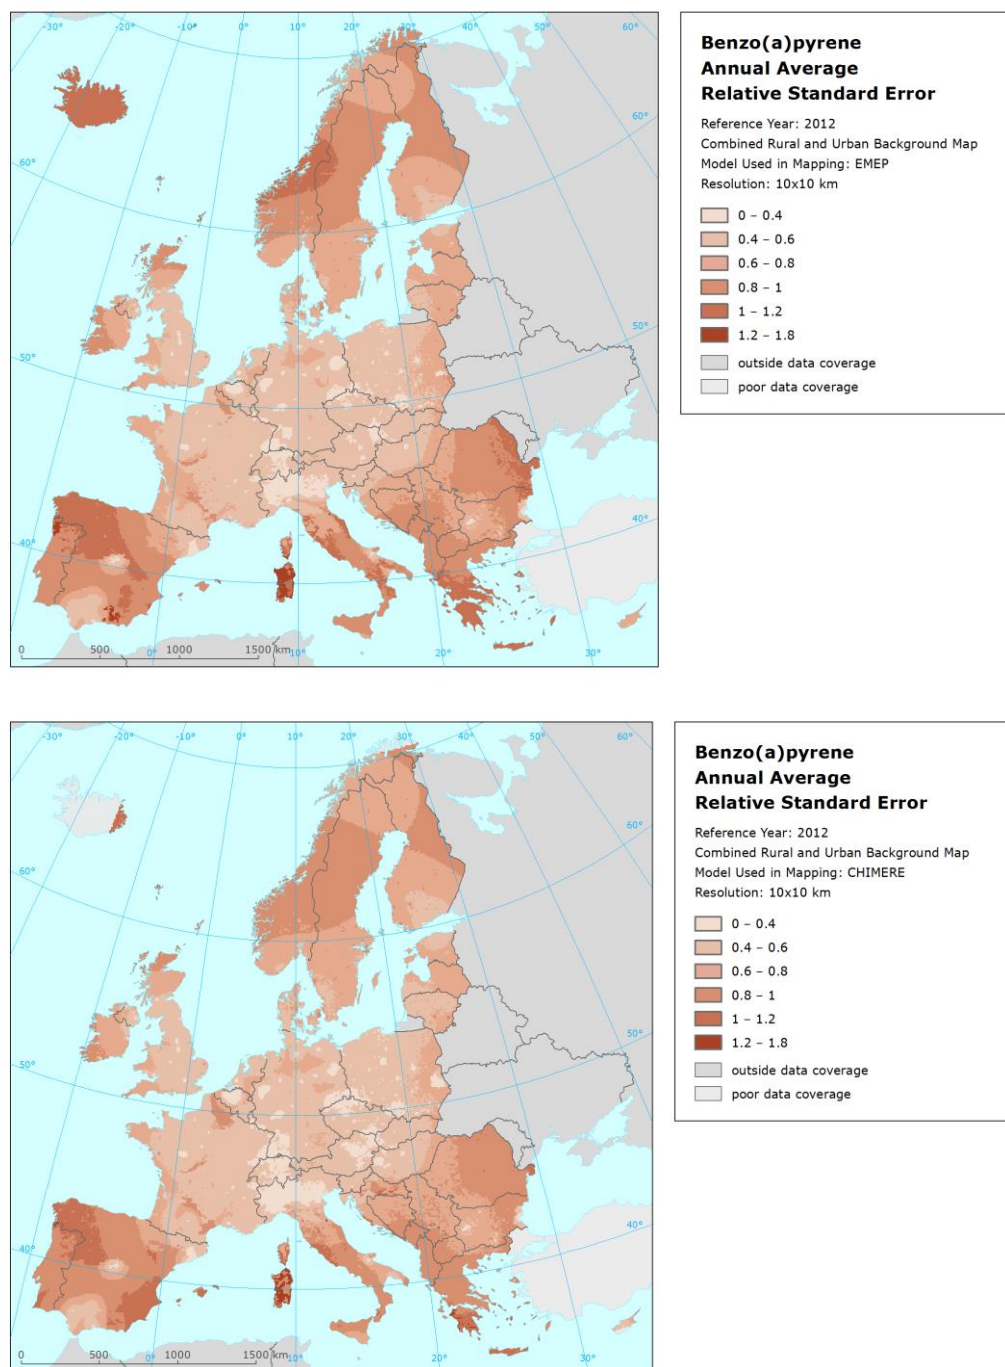 -30° -20° -10° 0° 10° 20° 30° 40° 50° 60°
60°
60°
50°
50°
40°
40°
0 500 1000 1500 km
0° 10° 20° 30°
Benzo(a)pyrene
Annual Average
Relative Standard Error
Reference Year: 2012
Combined Rural and Urban Background Map
Model Used in Mapping: EMEP
Resolution: 10x10 km
0 – 0.4
0.4 – 0.6
0.6 – 0.8
0.8 – 1
1 – 1.2
1.2 – 1.8
outside data coverage
poor data coverage
-30° -20° -10° 0° 10° 20° 30° 40° 50° 60°
60°
60°
50°
50°
40°
40°
0 500 1000 1500 km
0° 10° 20° 30°
Benzo(a)pyrene
Annual Average
Relative Standard Error
Reference Year: 2012
Combined Rural and Urban Background Map
Model Used in Mapping: CHIMERE
Resolution: 10x10 km
0 – 0.4
0.4 – 0.6
0.6 – 0.8
0.8 – 1
1 – 1.2
1.2 – 1.8
outside data coverage
poor data coverage